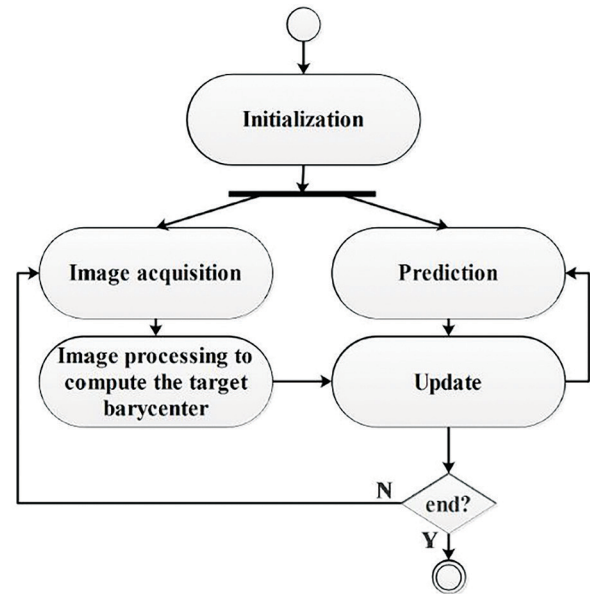 Initialization
Image acquisition
Prediction
Image processing to
compute the target
barycenter
Update
N
end?
Y